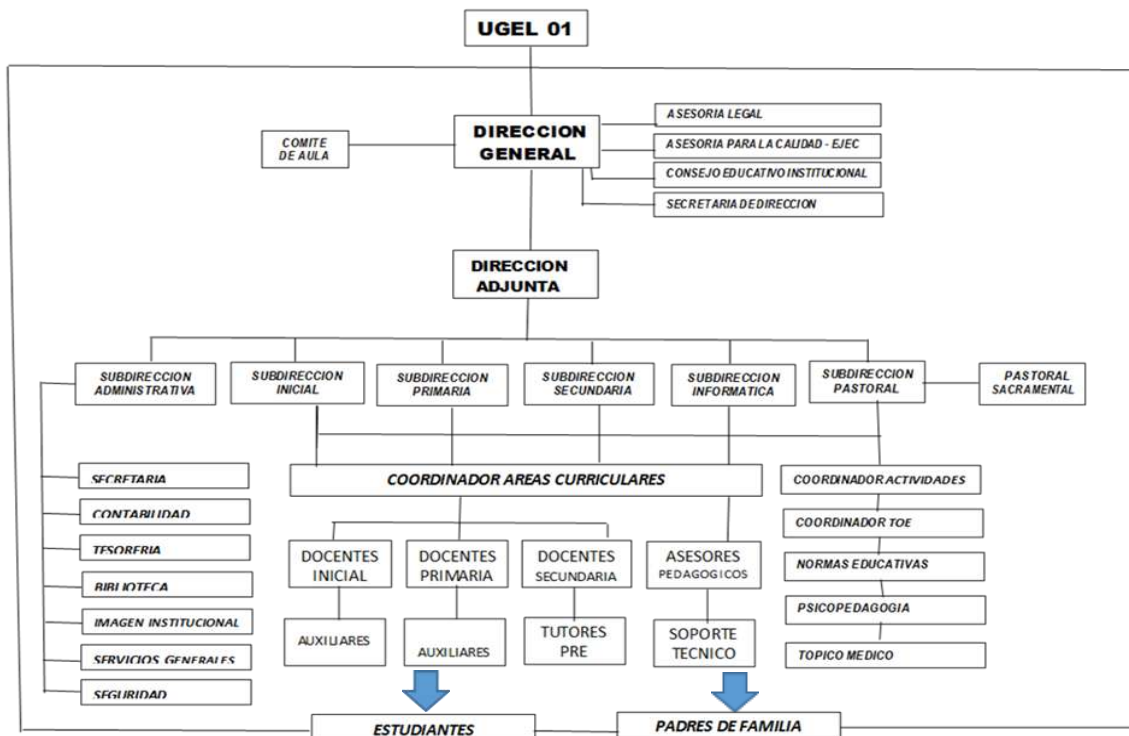 UGEL 01
DIRECCION
GENERAL
COMITE
DE AULA
ASESORIA LEGAL
ASESORIA PARA LA CALIDAD - EJEC
CONSEJO EDUCATIVO INSTITUCIONAL
SECRETARIA DE DIRECCION
DIRECCION
ADJUNTA
SUBDIRECCION
ADMINISTRATIVA
SUBDIRECCION
INICIAL
SUBDIRECCION
PRIMARIA
SUBDIRECCION
SECUNDARIA
SUBDIRECCION
INFORMATICA
SUBDIRECCION
PASTORAL
PASTORAL
SACRAMENTAL
SECRETARIA
CONTABILIDAD
TESORERIA
BIBLIOTECA
IMAGEN INSTITUCIONAL
SERVICIOS GENERALES
SEGURIDAD
COORDINADOR AREAS CURRICULARES
DOCENTES
INICIAL
DOCENTES
PRIMARIA
DOCENTES
SECUNDARIA
ASESORES
PEDAGOGICOS
AUXILIARES
AUXILIARES
TUTORES
PRE
SOPORTE
TECNICO
COORDINADOR ACTIVIDADES
COORDINADOR TOE
NORMAS EDUCATIVAS
PSICOPEDAGOGIA
TOPICO MEDICO
ESTUDIANTES
PADRES DE FAMILIA